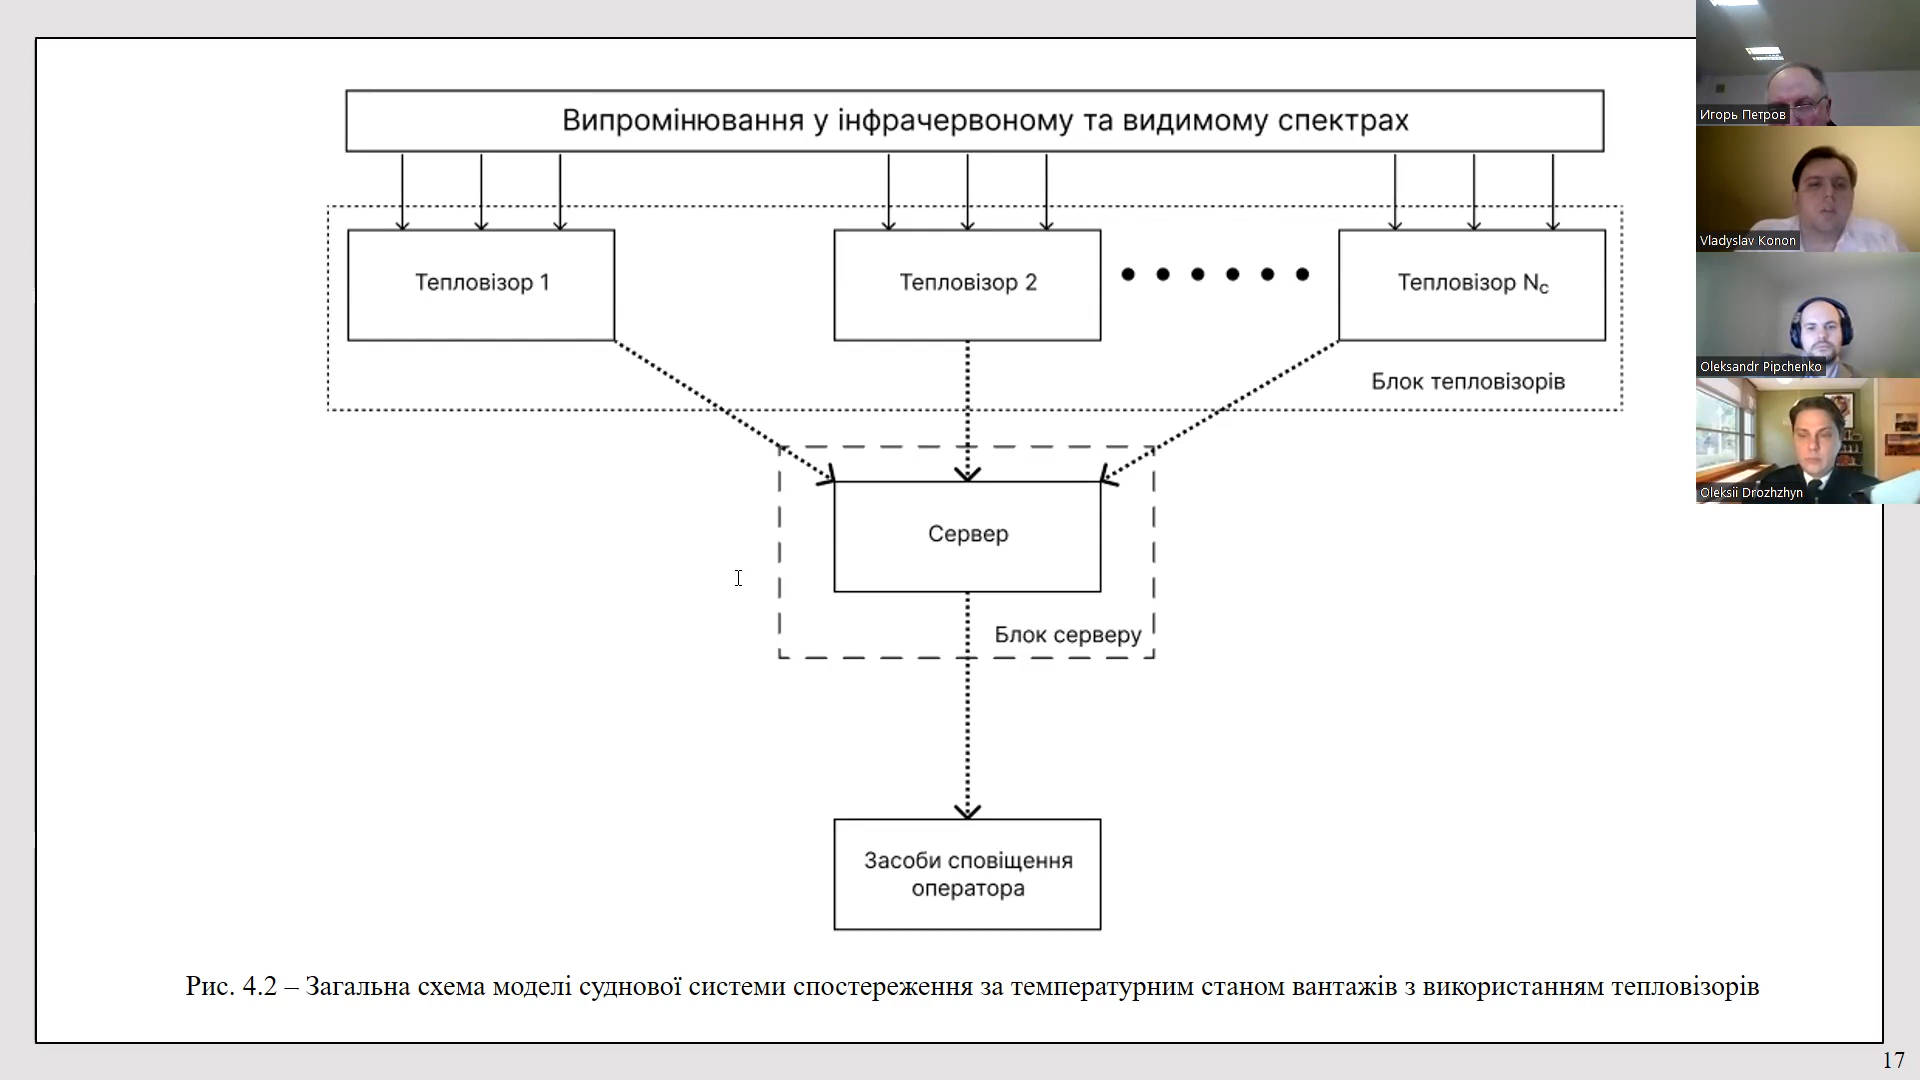 Випромінювання у інфрачервоному та видимому спектрах
Тепловізор 1
Тепловізор 2
Тепловізор Nc
Блок тепловізорів
Сервер
Блок серверу
Засоби сповіщення
оператора
Рис. 4.2 – Загальна схема моделі суднової системи спостереження за температурним станом вантажів з використанням тепловізорів
17
Игорь Петров
Vladyslav Konon
Oleksandr Pipchenko
Oleksii Drozhzhyn